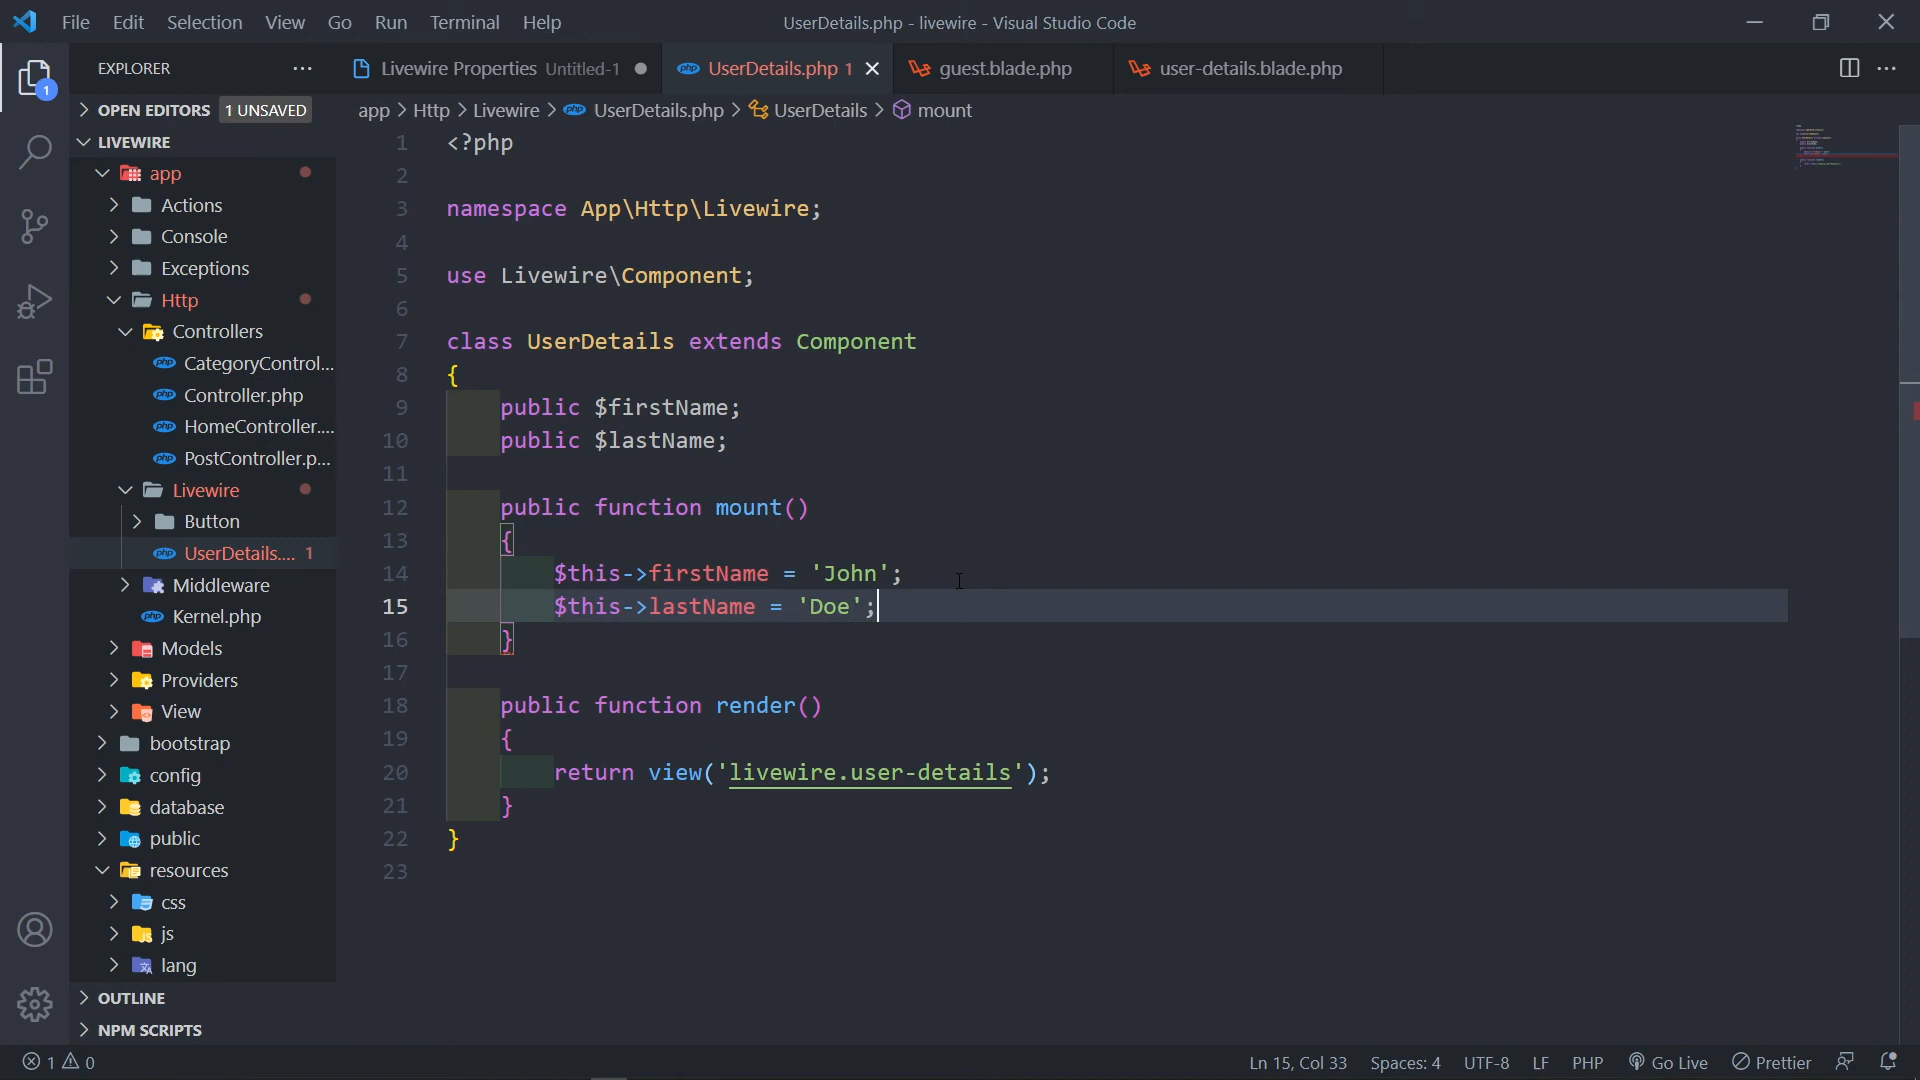 File Edit Selection View Go Run Terminal Help
UserDetails.php - livewire - Visual Studio Code
EXPLORER
Livewire Properties Untitled-1
UserDetails.php 1
guest.blade.php
user-details.blade.php
1
OPEN EDITORS 1 UNSAVED
app > Http > Livewire > UserDetails.php > UserDetails > mount
LIVEWIRE
app
Actions
Console
Exceptions
Http
Controllers
CategoryControl...
Controller.php
HomeController....
PostController.p...
Livewire
Button
UserDetails.... 1
Middleware
Kernel.php
Models
Providers
View
bootstrap
config
database
public
resources
css
js
lang
OUTLINE
NPM SCRIPTS
1 <?php
2
3 namespace App\Http\Livewire;
4
5 use Livewire\Component;
6
7 class UserDetails extends Component
8 {
9 public $firstName;
10 public $lastName;
11
12 public function mount()
13 {
14 $this->firstName = 'John';
15 $this->lastName = 'Doe';
16 }
17
18 public function render()
19 {
20 return view('livewire.user-details');
21 }
22 }
23
1 0
Ln 15, Col 33 Spaces: 4 UTF-8 LF PHP Go Live Prettier